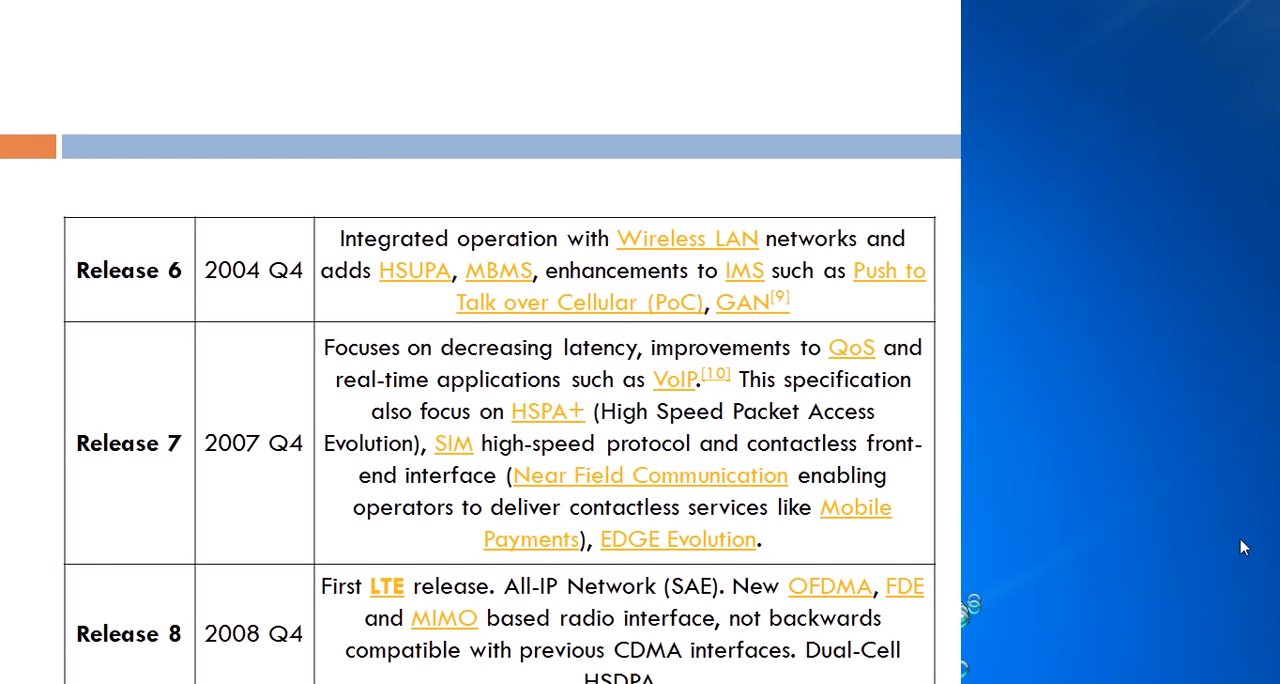 Release 6 2004 Q4 Integrated operation with Wireless LAN networks and
adds HSUPA, MBMS, enhancements to IMS such as Push to
Talk over Cellular (PoC), GAN[9]
Release 7 2007 Q4 Focuses on decreasing latency, improvements to QoS and
real-time applications such as VoIP.[10] This specification
also focus on HSPA+ (High Speed Packet Access
Evolution), SIM high-speed protocol and contactless front-
end interface (Near Field Communication enabling
operators to deliver contactless services like Mobile
Payments), EDGE Evolution.
Release 8 2008 Q4 First LTE release. All-IP Network (SAE). New OFDMA, FDE
and MIMO based radio interface, not backwards
compatible with previous CDMA interfaces. Dual-Cell
HSDPA.